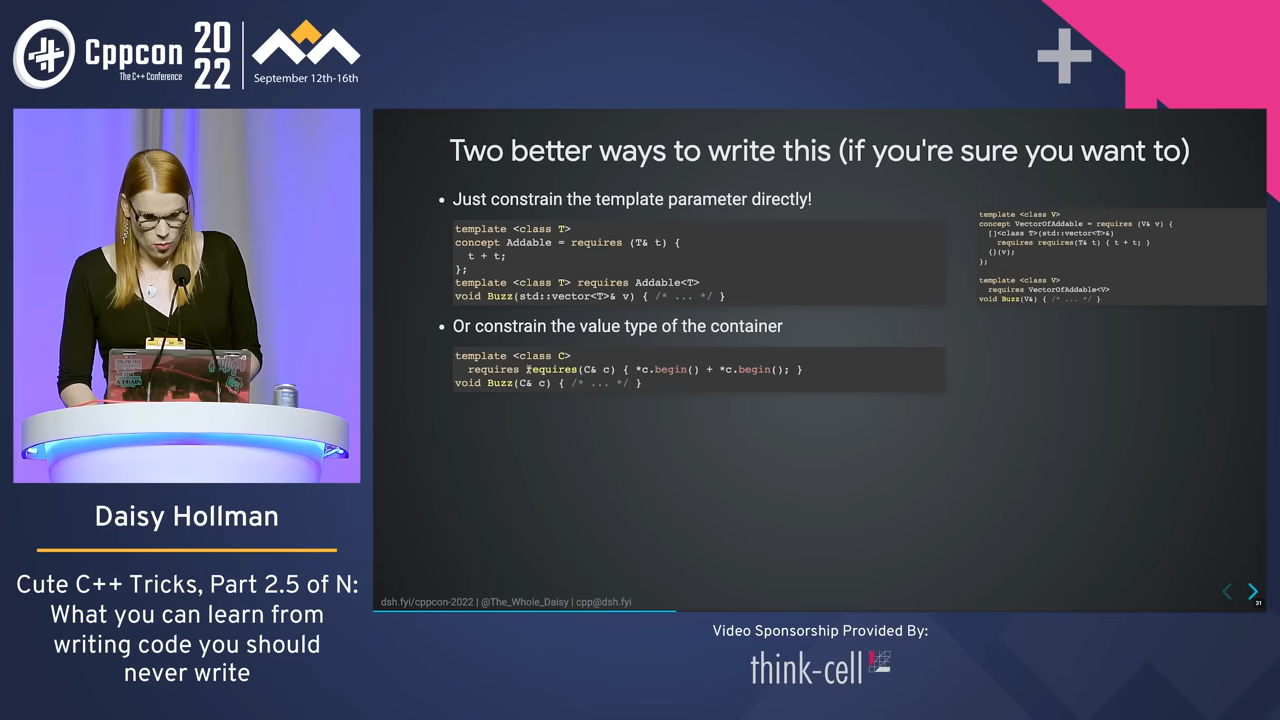 Cppcon
The C++ Conference
20
22
September 12th-16th
Two better ways to write this (if you're sure you want to)
• Just constrain the template parameter directly!
template <class T>
concept Addable = requires (T& t) {
  t + t;
};
template <class T> requires Addable<T>
void Buzz(std::vector<T>& v) { /* ... */ }
• Or constrain the value type of the container
template <class C>
  requires requires(C& c) { *c.begin() + *c.begin(); }
void Buzz(C& c) { /* ... */ }
template <class V>
concept VectorOfAddable = requires (V& v) {
  []<class T>(std::vector<T>&)
    requires requires(T& t) { t + t; }
  {}(v);
};
template <class V>
  requires VectorOfAddable<V>
void Buzz(V&) { /* ... */ }
dsh.fyi/cppcon-2022 | @The_Whole_Daisy | cpp@dsh.fyi
31
Daisy Hollman
Cute C++ Tricks, Part 2.5 of N:
What you can learn from
writing code you should
never write
Video Sponsorship Provided By:
think-cell